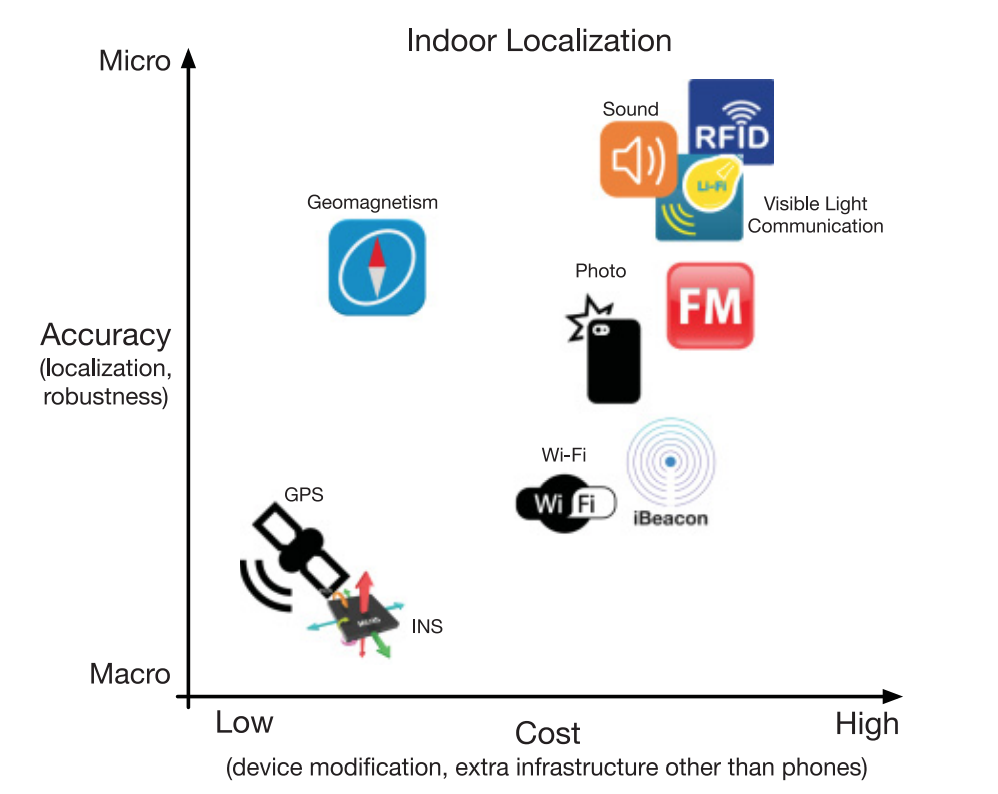 Indoor Localization
Micro
Sound
RFID
Li-Fi
Visible Light
Communication
Geomagnetism
Photo
FM
Accuracy
(localization,
robustness)
Wi-Fi
Wi Fi
iBeacon
GPS
INS
Macro
Low
Cost
High
(device modification, extra infrastructure other than phones)